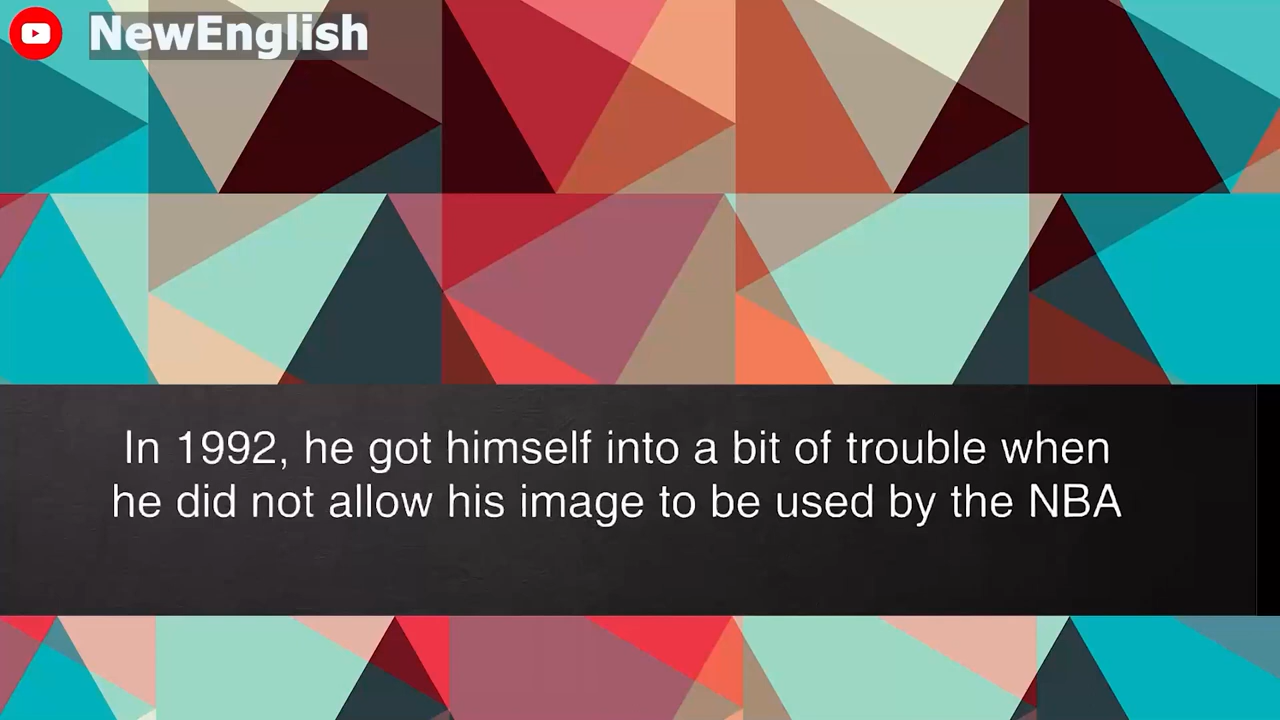 NewEnglish
In 1992, he got himself into a bit of trouble when
he did not allow his image to be used by the NBA